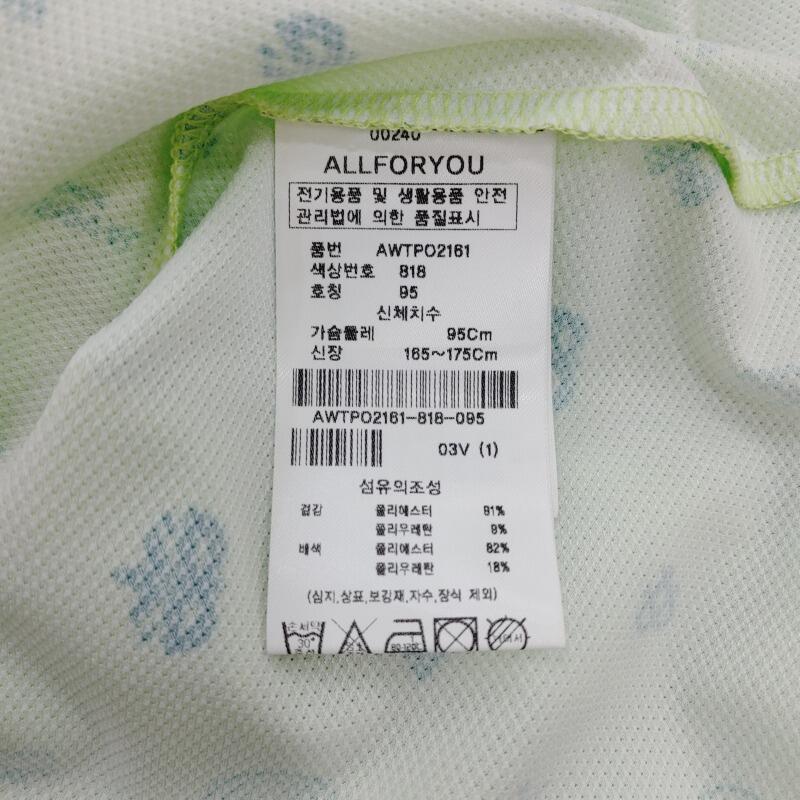 00240
ALLFORYOU
전기용품 및 생활용품 안전
관리법에 의한 품질표시
품번 AWTPO2161
색상번호 818
호칭 95
신체치수
가슴둘레 95Cm
신장 165~175Cm
AWTPO2161-818-095
03V (1)
섬유의조성
겉감 폴리에스터 91%
폴리우레탄 9%
배색 폴리에스터 82%
폴리우레탄 18%
(심지,상표,보강재,자수,장식 제외)
손세탁
30°